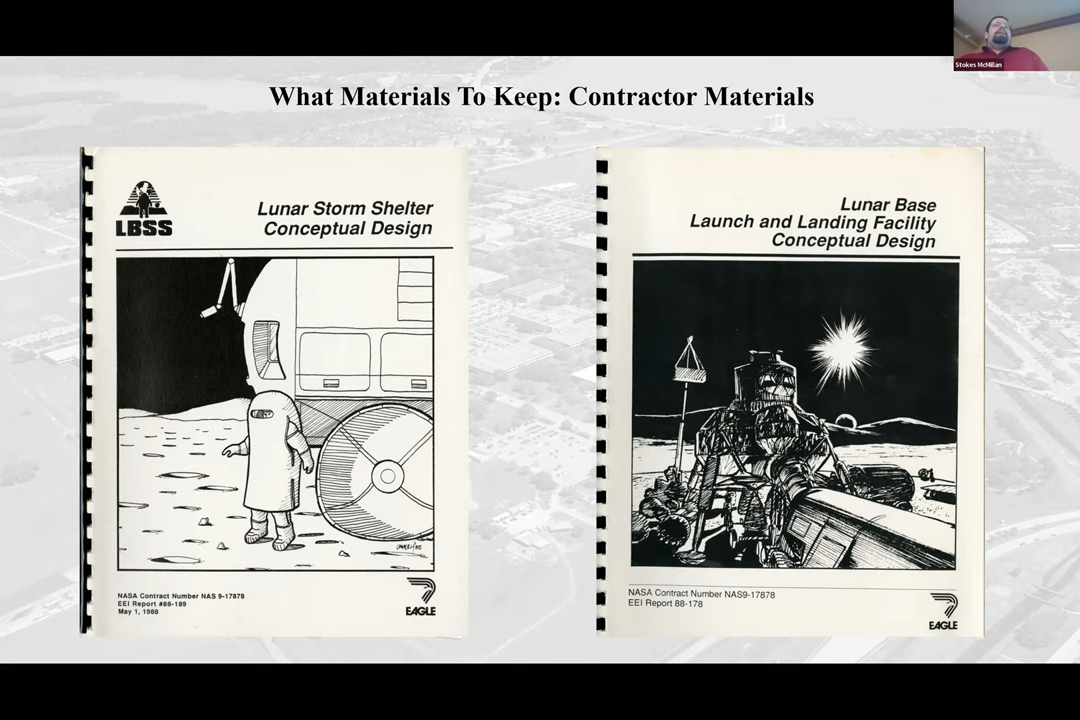 Stokes McMillan
What Materials To Keep: Contractor Materials
LBSS
Lunar Storm Shelter
Conceptual Design
NASA Contract Number NAS 9-17878
EEI Report #88-189
May 1, 1988
EAGLE
Lunar Base
Launch and Landing Facility
Conceptual Design
NASA Contract Number NAS9-17878
EEI Report 88-178
EAGLE